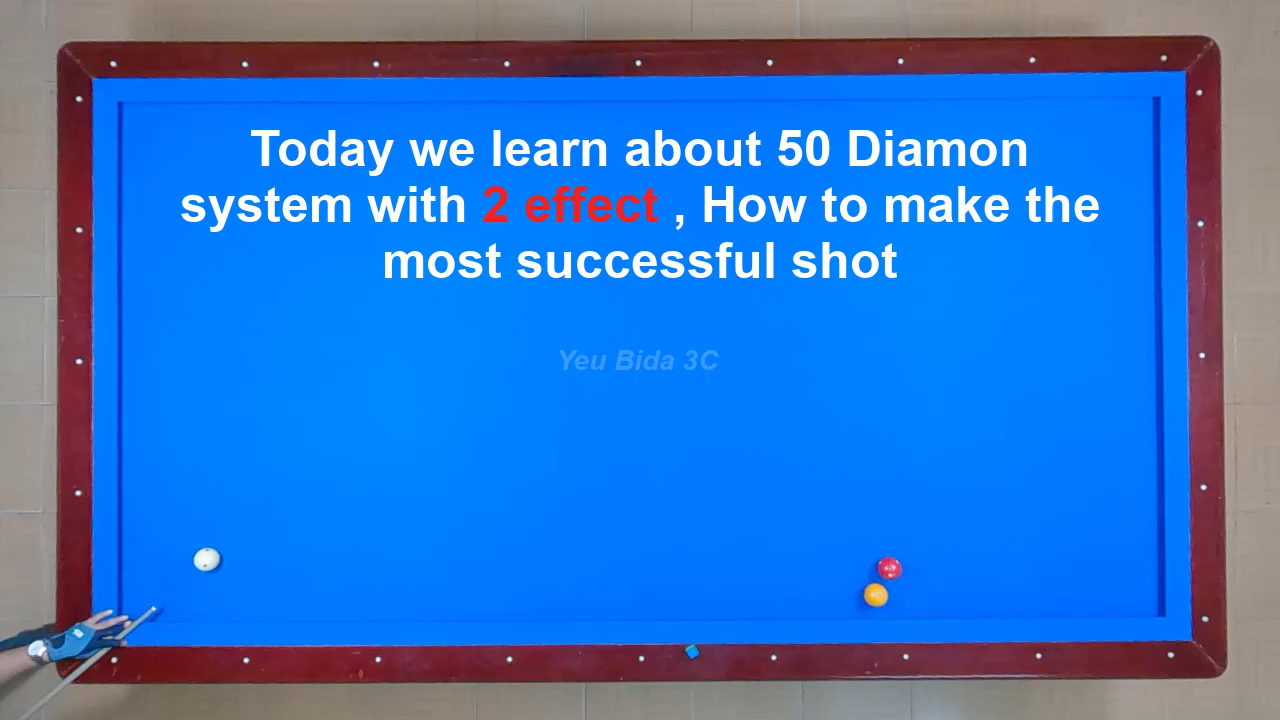 Today we learn about 50 Diamon
system with 2 effect , How to make the
most successful shot
Yeu Bida 3C